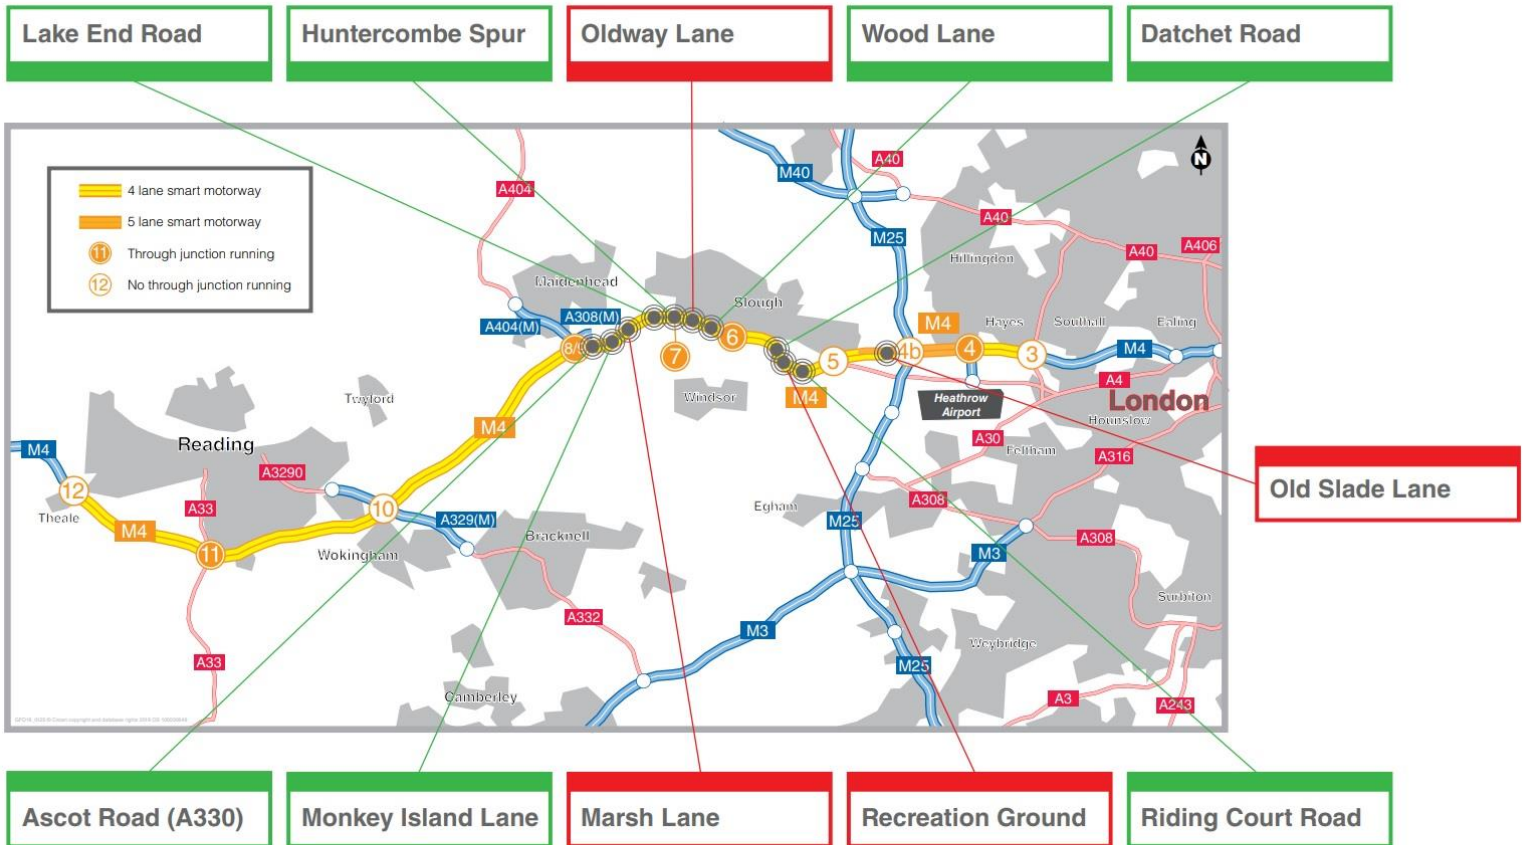 Lake End Road
Huntercombe Spur
Oldway Lane
Wood Lane
Datchet Road
4 lane smart motorway
5 lane smart motorway
11 Through junction running
12 No through junction running
N
A404
M40
A40
A40
A40
A406
M25
Hillingdon
Maidenhead
A404(M)
A308(M)
Slough
M4
Hayes
Southall
Ealing
6
7
5
4b
4
3
M4
M4
A4
Windsor
Heathrow
Airport
London
Hounslow
Twyford
M4
Reading
M4
A3290
A30
Feltham
A316
Old Slade Lane
12
10
A33
Theale
M4
A329(M)
Egham
M25
A308
11
Wokingham
Bracknell
M3
A308
A332
Surbiton
M3
Weybridge
A33
M25
Camberley
A3
A243
Ascot Road (A330)
Monkey Island Lane
Marsh Lane
Recreation Ground
Riding Court Road